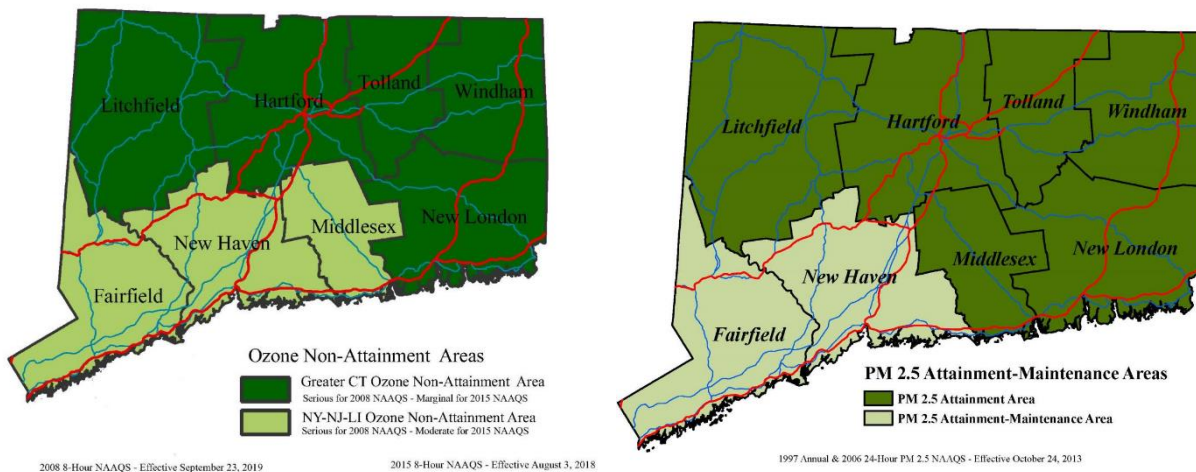 Litchfield
Hartford
Tolland
Windham
New Haven
Middlesex
New London
Fairfield
Ozone Non-Attainment Areas
Greater CT Ozone Non-Attainment Area
Serious for 2008 NAAQS - Marginal for 2015 NAAQS
NY-NJ-LI Ozone Non-Attainment Area
Serious for 2008 NAAQS - Moderate for 2015 NAAQS
2008 8-Hour NAAQS - Effective September 23, 2019
2015 8-Hour NAAQS - Effective August 3, 2018
Litchfield
Hartford
Tolland
Windham
New Haven
Middlesex
New London
Fairfield
PM 2.5 Attainment-Maintenance Areas
PM 2.5 Attainment Area
PM 2.5 Attainment-Maintenance Area
1997 Annual & 2006 24-Hour PM 2.5 NAAQS - Effective October 24, 2013